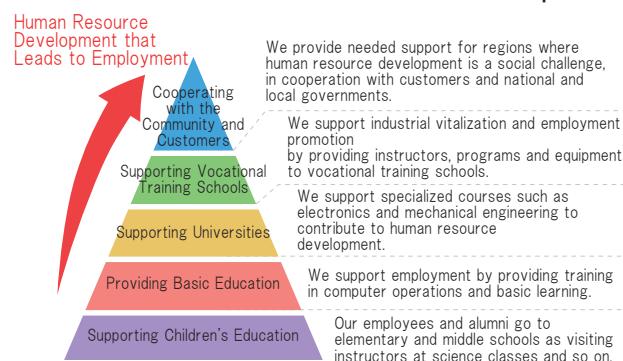 Human Resource
Development that
Leads to Employment
Cooperating
with the
Community and
Customers
We provide needed support for regions where
human resource development is a social challenge,
in cooperation with customers and national and
local governments.
Supporting Vocational
Training Schools
We support industrial vitalization and employment
promotion
by providing instructors, programs and equipment
to vocational training schools.
Supporting Universities
We support specialized courses such as
electronics and mechanical engineering to
contribute to human resource
development.
Providing Basic Education
We support employment by providing training
in computer operations and basic learning.
Supporting Children's Education
Our employees and alumni go to
elementary and middle schools as visiting
instructors at science classes and so on.